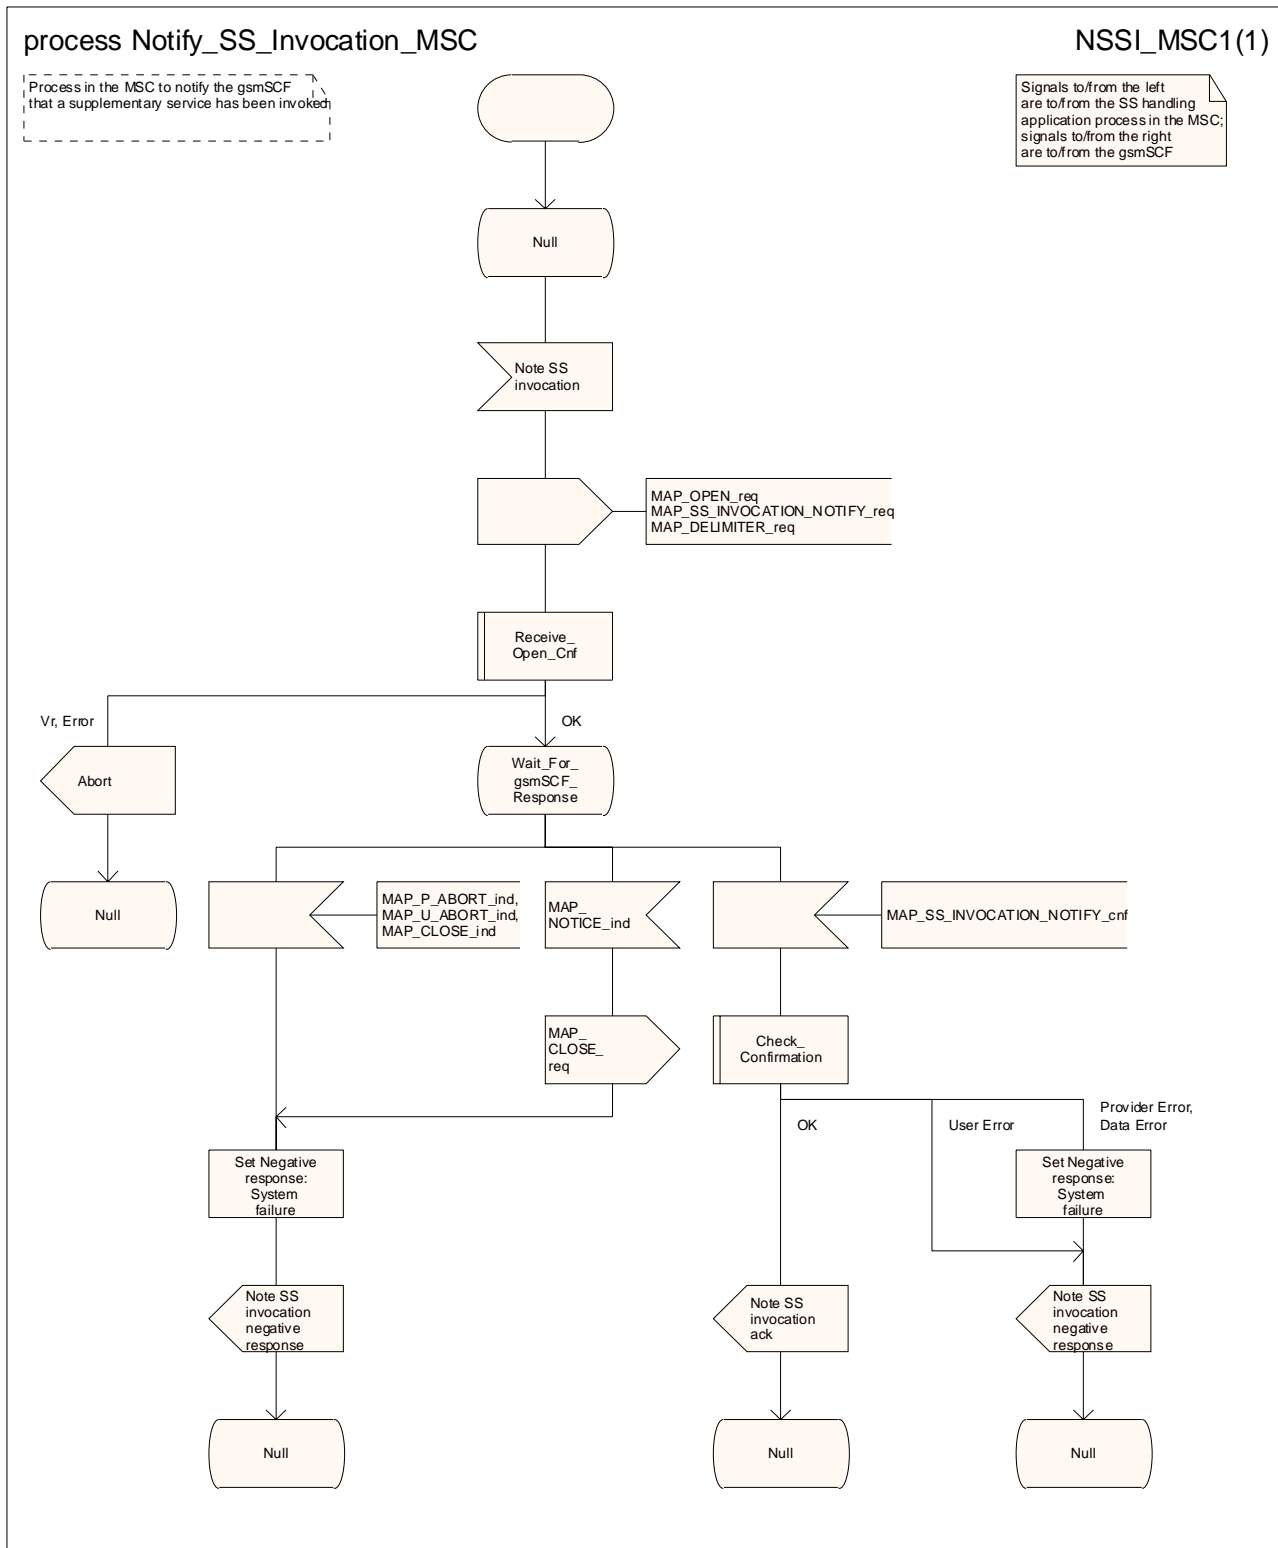 process Notify_SS_Invocation_MSC
NSSI_MSC1(1)
Process in the MSC to notify the gsmSCF
that a supplementary service has been invoked
Signals to/from the left
are to/from the SS handling
application process in the MSC;
signals to/from the right
are to/from the gsmSCF
Null
Note SS
invocation
MAP_OPEN_req
MAP_SS_INVOCATION_NOTIFY_req
MAP_DELIMITER_req
Receive_
Open_Cnf
Vr, Error
OK
Abort
Wait_For_
gsmSCF_
Response
Null
MAP_P_ABORT_ind,
MAP_U_ABORT_ind,
MAP_CLOSE_ind
MAP_
NOTICE_ind
MAP_SS_INVOCATION_NOTIFY_cnf
MAP_
CLOSE_
req
Check_
Confirmation
OK
User Error
Provider Error,
Data Error
Set Negative
response:
System
failure
Set Negative
response:
System
failure
Note SS
invocation
negative
response
Note SS
invocation
ack
Note SS
invocation
negative
response
Null
Null
Null